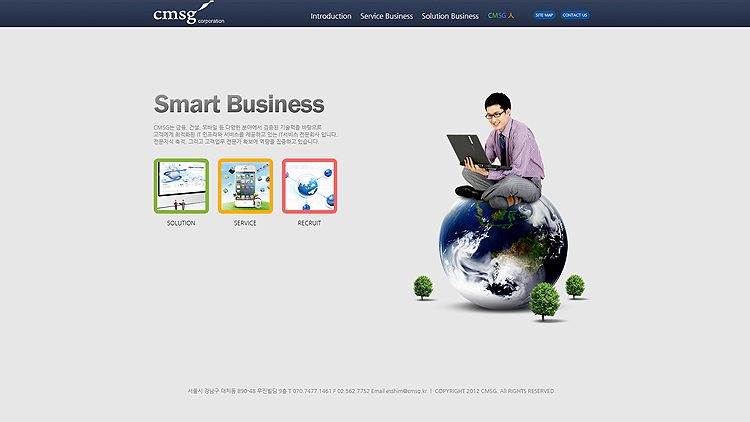 cmsg corporation
Introduction Service Business Solution Business CMSG 人 SITE MAP CONTACT US
Smart Business
CMSG는 금융, 건설, 모바일 등 다양한 분야에서 검증된 기술력을 바탕으로
고객에게 최적화된 IT 인프라와 서비스를 제공하고 있는 IT서비스 전문회사 입니다.
전문지식 축적, 그리고 고객업무 전문가 확보에 역량을 집중하고 있습니다.
SOLUTION SERVICE RECRUIT
서울시 강남구 대치동 890-48 우진빌딩 9층 T 070.7477.1461 F 02.562.7752 Email esshim@cmsg.kr | COPYRIGHT 2012 CMSG. All RIGHTS RESERVED.